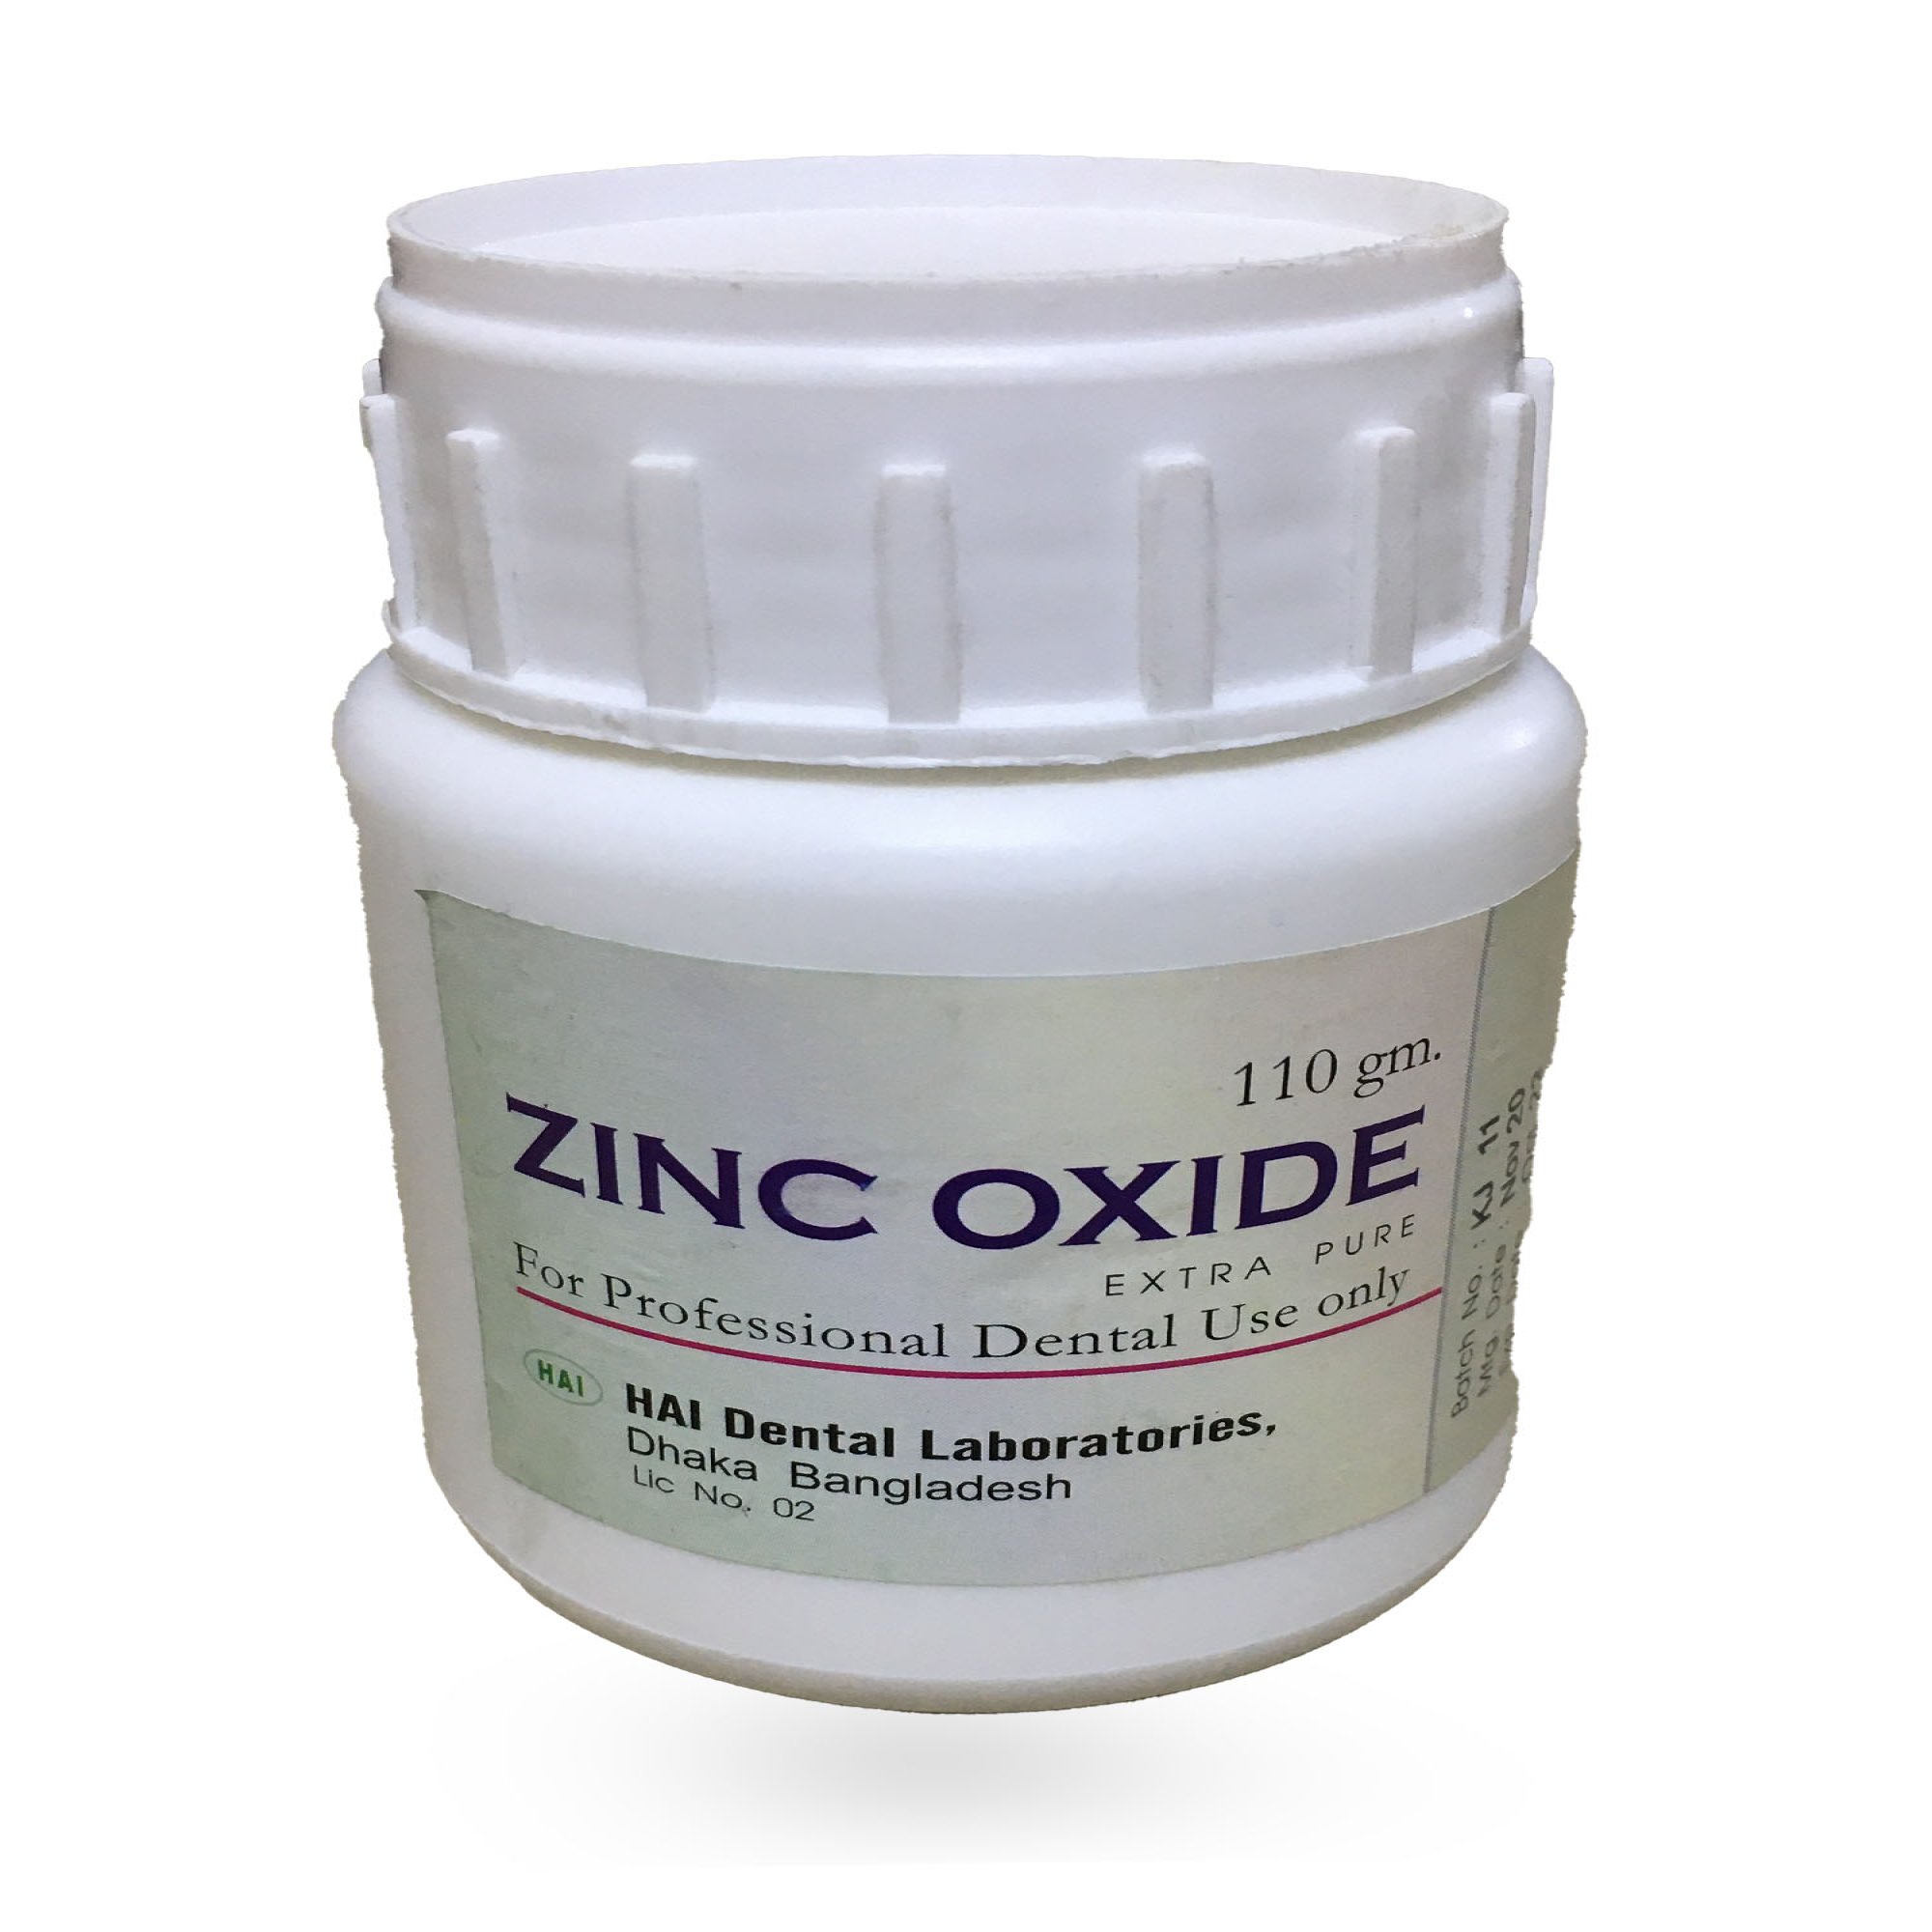 110 gm.
ZINC OXIDE
EXTRA PURE
For Professional Dental Use only
HAI
HAI Dental Laboratories,
Dhaka Bangladesh
Lic No. 02
Batch No. : KJ 11
Mfg. Date : Nov 20